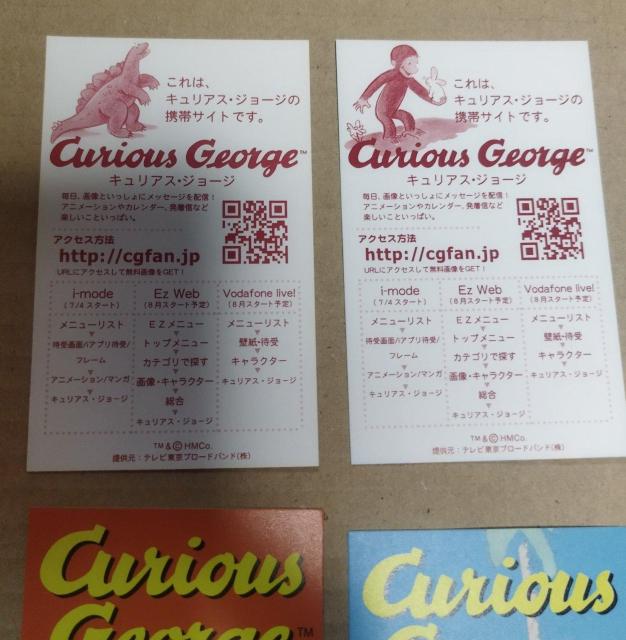 これは、
キュリアス・ジョージの
携帯サイトです。
Curious George™
キュリアス・ジョージ
毎日、画像といっしょにメッセージを配信！
アニメーションやカレンダー、発着信など
楽しいこといっぱい。
アクセス方法
http://cgfan.jp
URLにアクセスして無料画像をGET！
i-mode
（7/4スタート）
メニューリスト
待受画面/アプリ待受/
フレーム
アニメーション/マンガ
キュリアス・ジョージ
Ez Web
（8月スタート予定）
EZメニュー
トップメニュー
カテゴリで探す
画像・キャラクター
総合
キュリアス・ジョージ
Vodafone live!
（8月スタート予定）
メニューリスト
壁紙・待受
キャラクター
キュリアス・ジョージ
TM & © HMCo.
提供元：テレビ東京ブロードバンド(株)
これは、
キュリアス・ジョージの
携帯サイトです。
Curious George™
キュリアス・ジョージ
毎日、画像といっしょにメッセージを配信！
アニメーションやカレンダー、発着信など
楽しいこといっぱい。
アクセス方法
http://cgfan.jp
URLにアクセスして無料画像をGET！
i-mode
（7/4スタート）
メニューリスト
待受画面/アプリ待受/
フレーム
アニメーション/マンガ
キュリアス・ジョージ
Ez Web
（8月スタート予定）
EZメニュー
トップメニュー
カテゴリで探す
画像・キャラクター
総合
キュリアス・ジョージ
Vodafone live!
（8月スタート予定）
メニューリスト
壁紙・待受
キャラクター
キュリアス・ジョージ
TM & © HMCo.
提供元：テレビ東京ブロードバンド(株)
Curious
George™
Curious